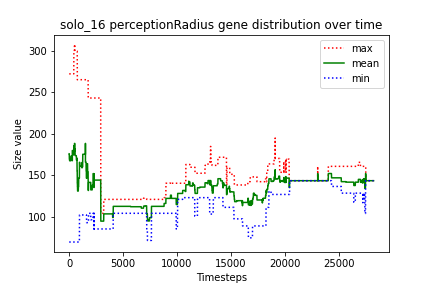 solo_16 perceptionRadius gene distribution over time
max
mean
min
Size value
300
250
200
150
100
0
5000
10000
15000
20000
25000
Timesteps